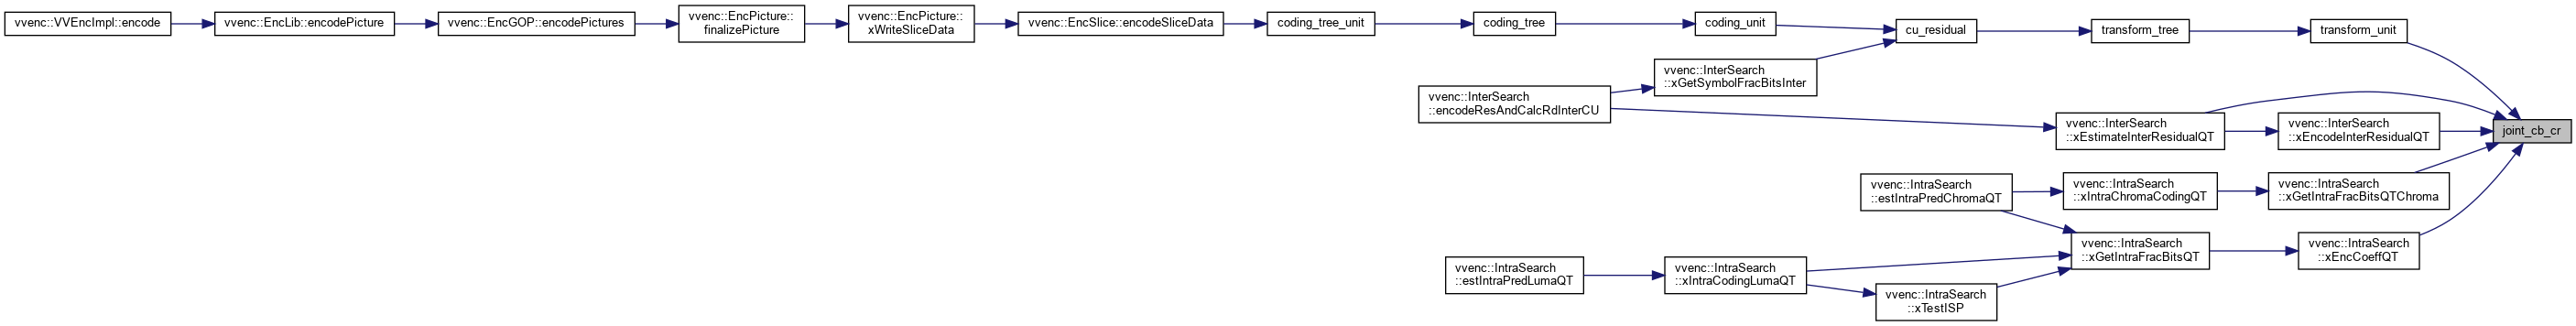 vvenc::VVEncImpl::encode
vvenc::EncLib::encodePicture
vvenc::EncGOP::encodePictures
vvenc::EncPicture::
finalizePicture
vvenc::EncPicture::
xWriteSliceData
vvenc::EncSlice::encodeSliceData
coding_tree_unit
coding_tree
coding_unit
cu_residual
transform_tree
transform_unit
vvenc::InterSearch
::xGetSymbolFracBitsInter
vvenc::InterSearch
::encodeResAndCalcRdInterCU
vvenc::InterSearch
::xEstimateInterResidualQT
vvenc::InterSearch
::xEncodeInterResidualQT
joint_cb_cr
vvenc::IntraSearch
::estIntraPredChromaQT
vvenc::IntraSearch
::xIntraChromaCodingQT
vvenc::IntraSearch
::xGetIntraFracBitsQTChroma
vvenc::IntraSearch
::xGetIntraFracBitsQT
vvenc::IntraSearch
::xEncCoeffQT
vvenc::IntraSearch
::estIntraPredLumaQT
vvenc::IntraSearch
::xIntraCodingLumaQT
vvenc::IntraSearch
::xTestISP